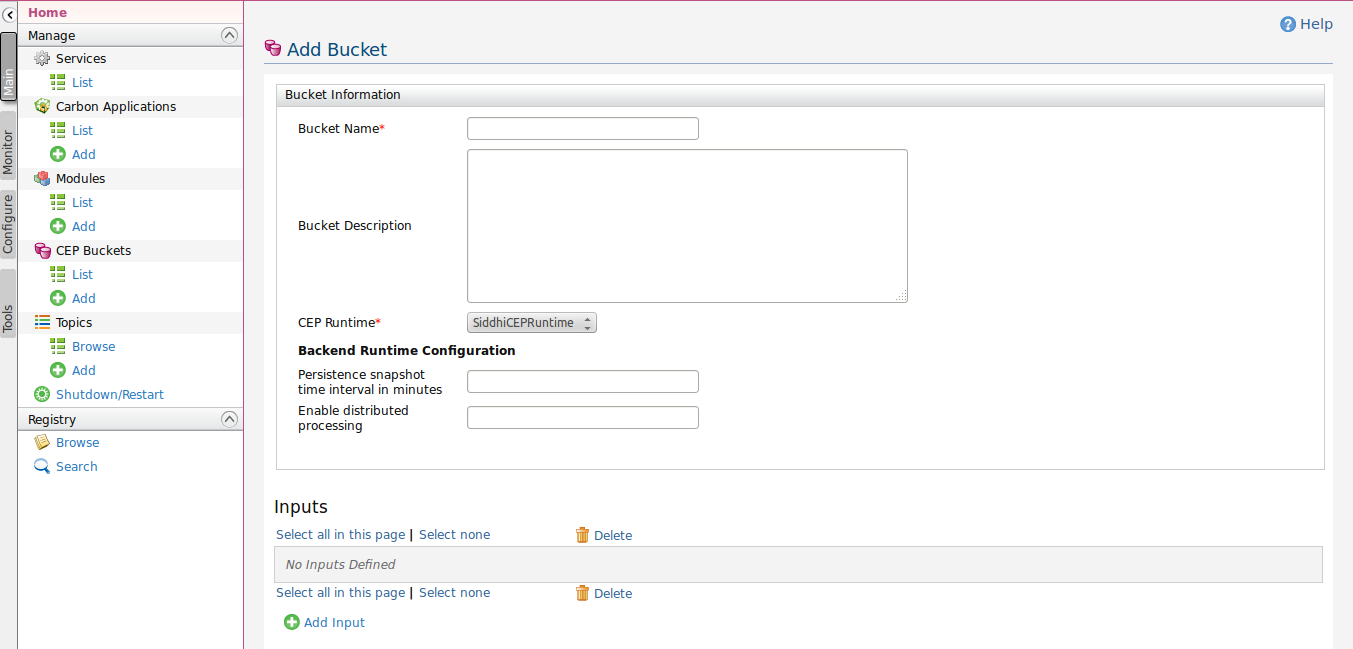 Home
Manage
Services
List
Carbon Applications
List
Add
Modules
List
Add
CEP Buckets
List
Add
Topics
Browse
Add
Shutdown/Restart
Registry
Browse
Search
Main
Monitor
Configure
Tools
Help
Add Bucket
Bucket Information
Bucket Name*
Bucket Description
CEP Runtime* SiddhiCEPRuntime
Backend Runtime Configuration
Persistence snapshot
time interval in minutes
Enable distributed
processing
Inputs
Select all in this page | Select none Delete
No Inputs Defined
Select all in this page | Select none Delete
Add Input